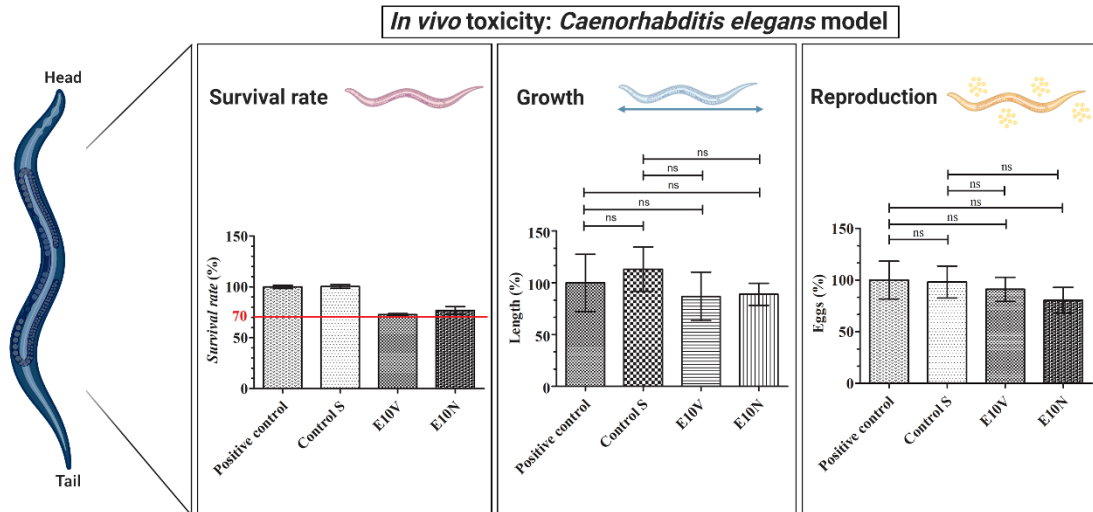 In vivo toxicity: Caenorhabditis elegans model
Head
Tail
Survival rate
Survival rate (%)
150
100
70
50
0
Positive control
Control S
E10V
E10N
Growth
ns
ns
ns
ns
ns
Length (%)
150
100
50
0
Positive control
Control S
E10V
E10N
Reproduction
ns
ns
ns
ns
ns
Eggs (%)
150
100
50
0
Positive control
Control S
E10V
E10N